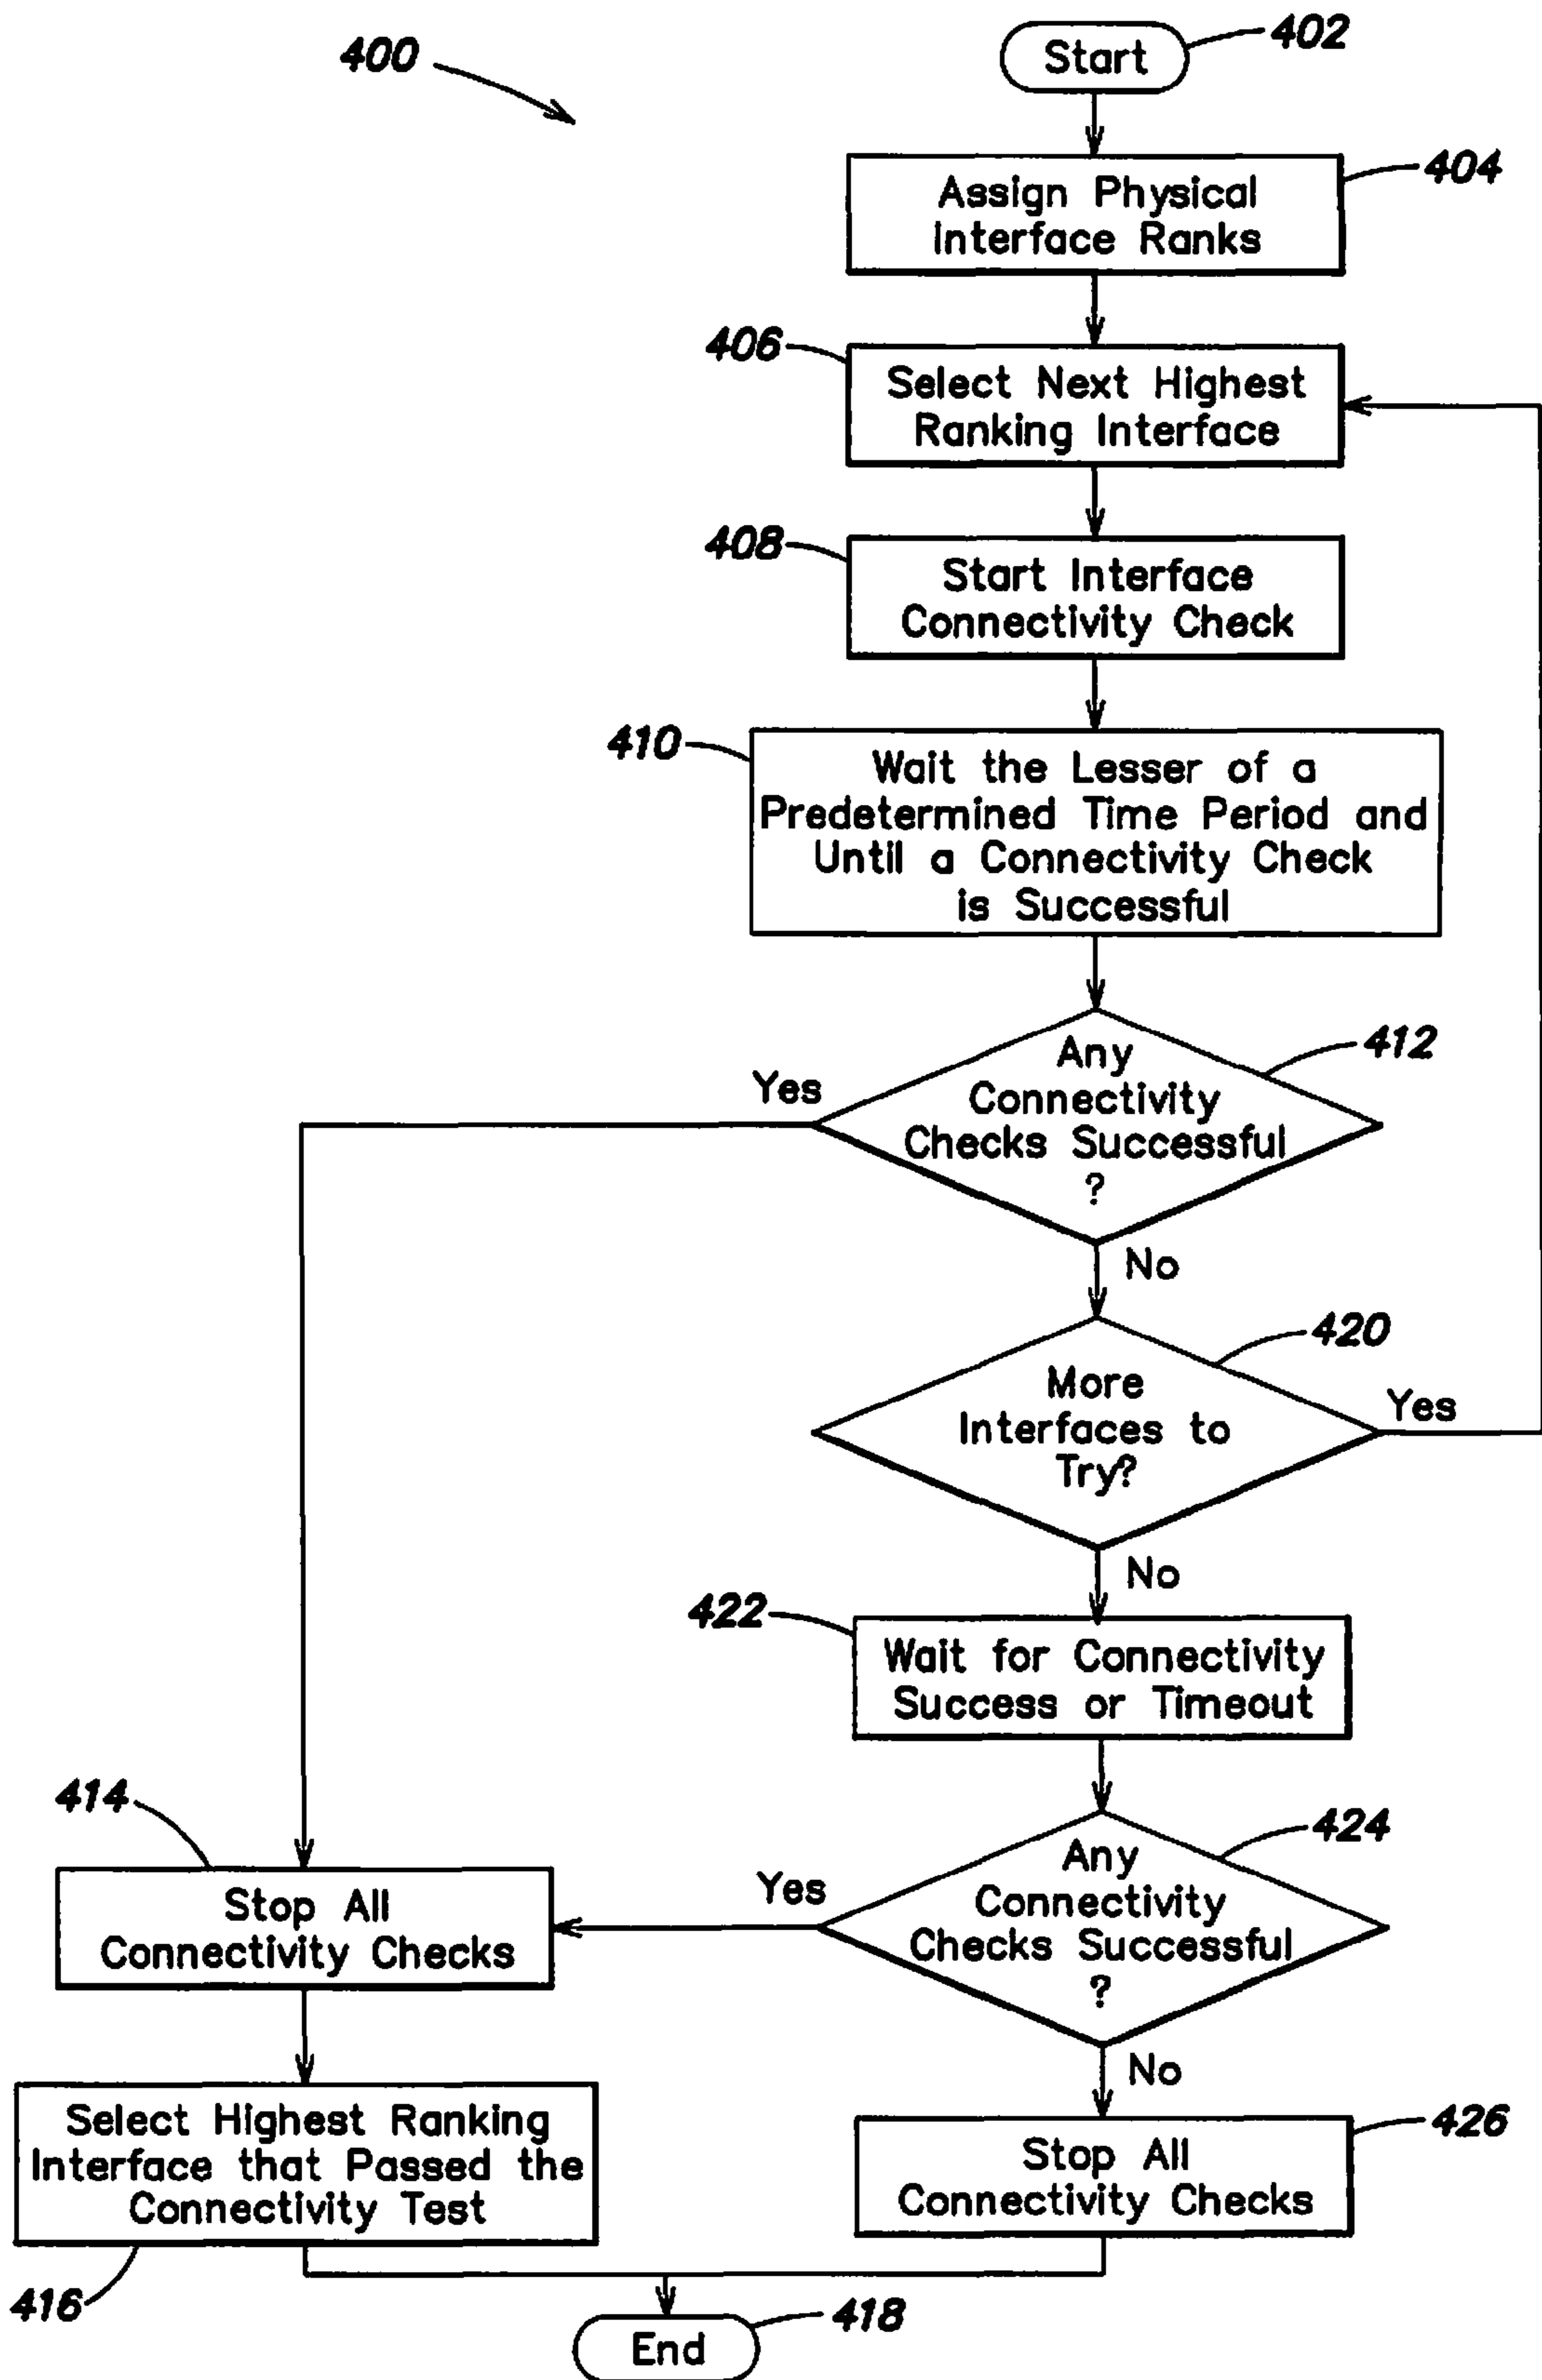 400
Start
402
Assign Physical
Interface Ranks
404
406
Select Next Highest
Ranking Interface
408
Start Interface
Connectivity Check
410
Wait the Lesser of a
Predetermined Time Period and
Until a Connectivity Check
is Successful
412
Any
Connectivity
Checks Successful
?
Yes
No
420
More
Interfaces to
Try?
Yes
No
422
Wait for Connectivity
Success or Timeout
424
Any
Connectivity
Checks Successful
?
Yes
No
414
Stop All
Connectivity Checks
416
Select Highest Ranking
Interface that Passed the
Connectivity Test
426
Stop All
Connectivity Checks
End
418